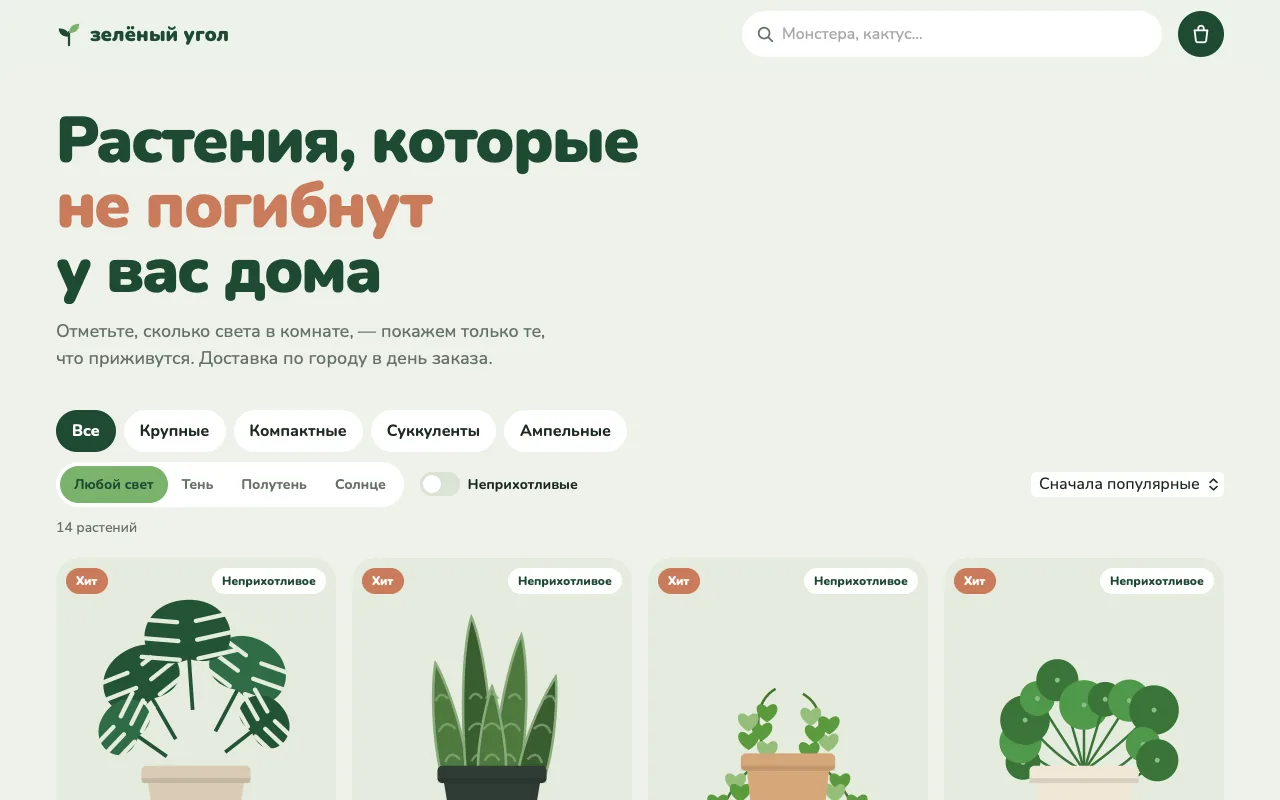 зелёный угол
Монстера, кактус...
Растения, которые
не погибнут
у вас дома
Отметьте, сколько света в комнате, — покажем только те,
что приживутся. Доставка по городу в день заказа.
Все Крупные Компактные Суккуленты Ампельные
Любой свет Тень Полутень Солнце Неприхотливые Сначала популярные
14 растений
Хит Неприхотливое Хит Неприхотливое Хит Неприхотливое Хит Неприхотливое